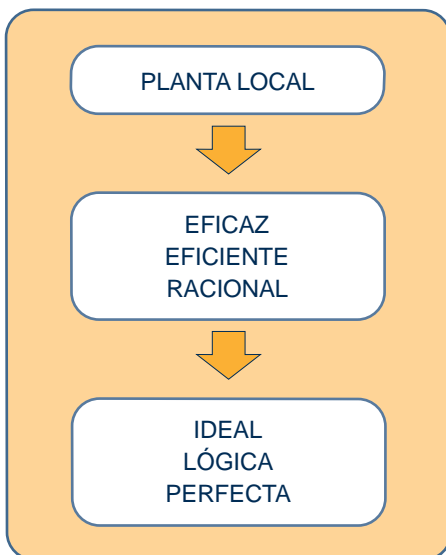 PLANTA LOCAL
EFICAZ
EFICIENTE
RACIONAL
IDEAL
LÓGICA
PERFECTA